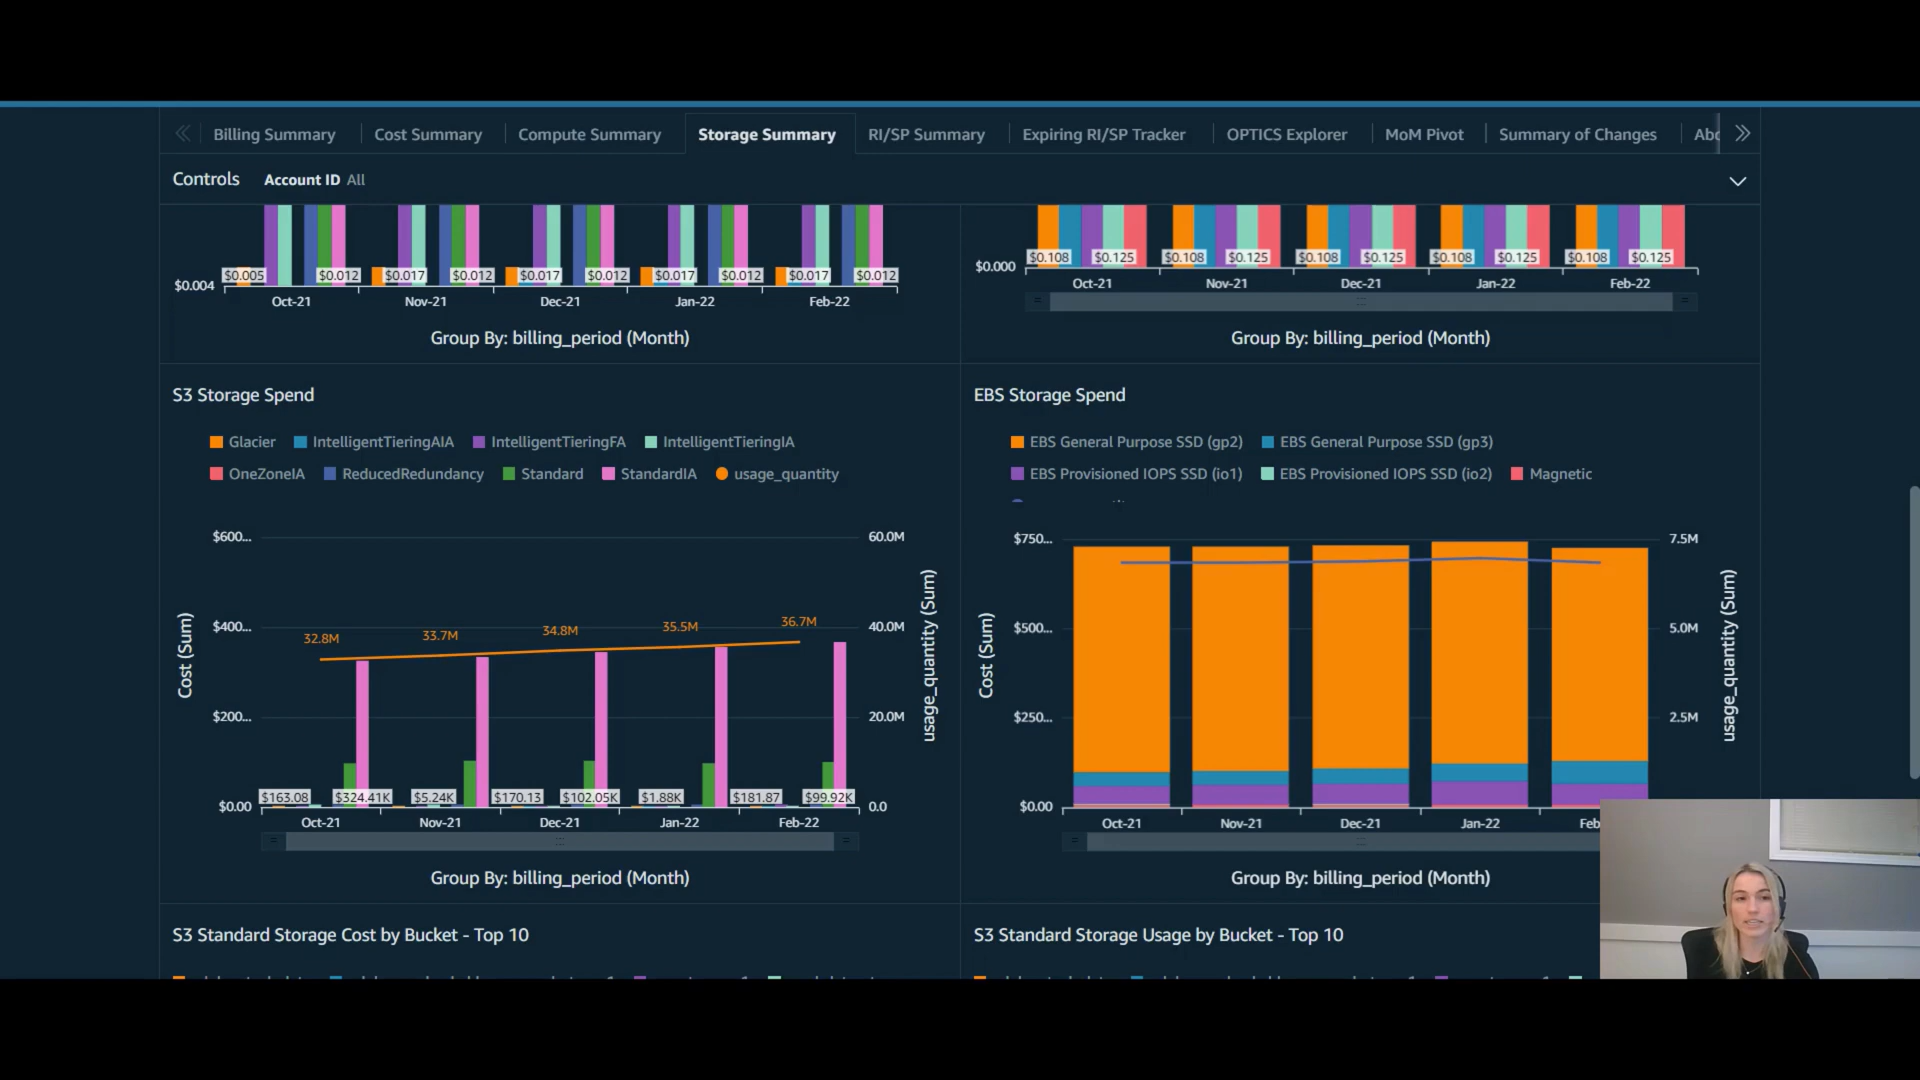 Billing Summary Cost Summary Compute Summary Storage Summary RI/SP Summary Expiring RI/SP Tracker OPTICS Explorer MoM Pivot Summary of Changes
Controls Account ID All
$0.005 $0.012 $0.017 $0.012 $0.017 $0.012 $0.017 $0.012 $0.017 $0.012
$0.004
Oct-21 Nov-21 Dec-21 Jan-22 Feb-22
Group By: billing_period (Month)
$0.108 $0.125 $0.108 $0.125 $0.108 $0.125 $0.108 $0.125 $0.108 $0.125
$0.000
Oct-21 Nov-21 Dec-21 Jan-22 Feb-22
Group By: billing_period (Month)
S3 Storage Spend
Glacier IntelligentTieringAIA IntelligentTieringFA IntelligentTieringIA
OneZoneIA ReducedRedundancy Standard StandardIA usage_quantity
$600... 60.0M
$400... 40.0M
$200... 20.0M
$0.00 0.0
Cost (Sum)
usage_quantity (Sum)
32.8M 33.7M 34.8M 35.5M 36.7M
$163.08 $324.41K $5.24K $170.13 $102.05K $1.88K $181.87 $99.92K
Oct-21 Nov-21 Dec-21 Jan-22 Feb-22
Group By: billing_period (Month)
EBS Storage Spend
EBS General Purpose SSD (gp2) EBS General Purpose SSD (gp3)
EBS Provisioned IOPS SSD (io1) EBS Provisioned IOPS SSD (io2) Magnetic
$750... 7.5M
$500... 5.0M
$250... 2.5M
$0.00
Cost (Sum)
usage_quantity (Sum)
Oct-21 Nov-21 Dec-21 Jan-22 Feb
Group By: billing_period (Month)
S3 Standard Storage Cost by Bucket - Top 10
S3 Standard Storage Usage by Bucket - Top 10